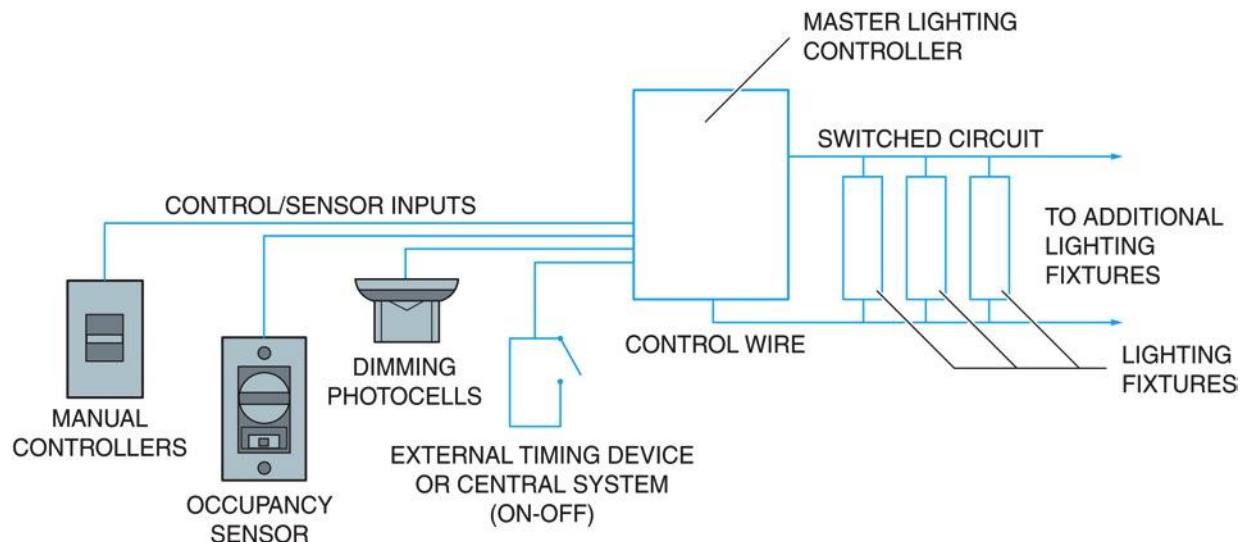 MASTER LIGHTING
CONTROLLER
SWITCHED CIRCUIT
CONTROL/SENSOR INPUTS
TO ADDITIONAL
LIGHTING
FIXTURES
CONTROL WIRE
LIGHTING
FIXTURES
DIMMING
PHOTOCELLS
MANUAL
CONTROLLERS
EXTERNAL TIMING DEVICE
OR CENTRAL SYSTEM
(ON-OFF)
OCCUPANCY
SENSOR